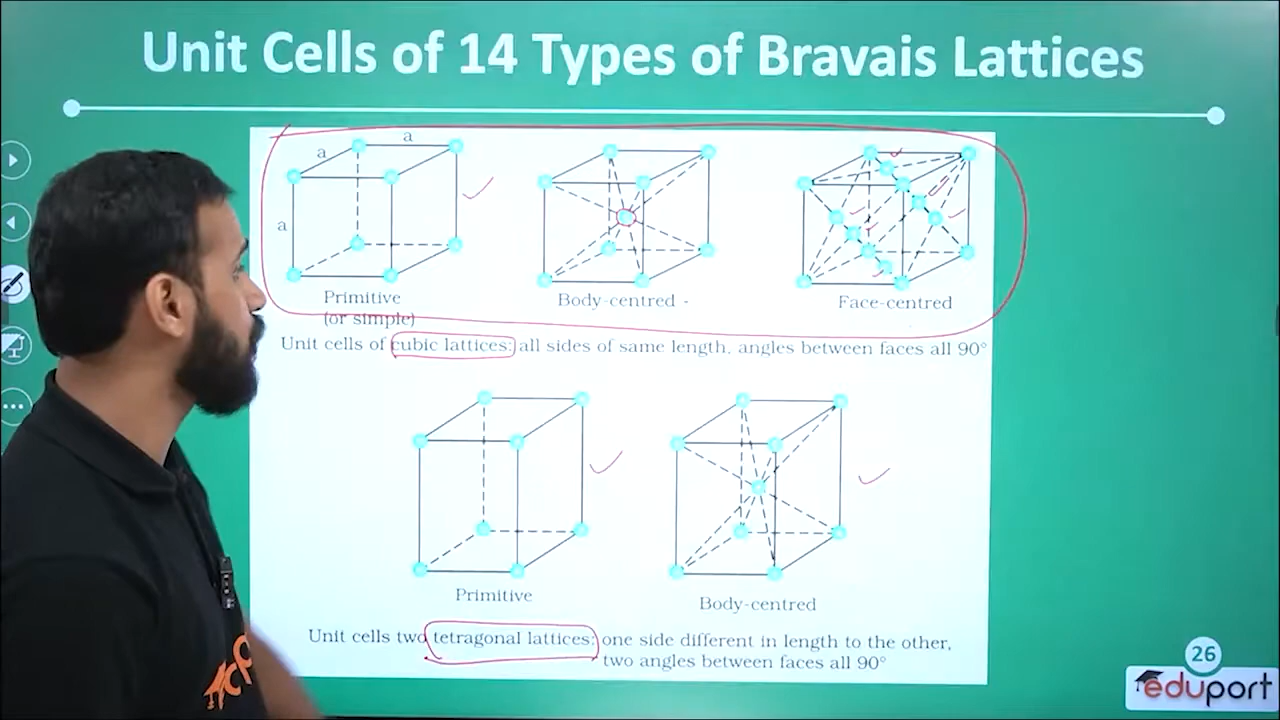 Unit Cells of 14 Types of Bravais Lattices
a
a
a
Primitive
(or simple)
Body-centred -
Face-centred
Unit cells of cubic lattices: all sides of same length, angles between faces all 90°
Primitive
Body-centred
Unit cells two tetragonal lattices: one side different in length to the other,
two angles between faces all 90°
26
eduport